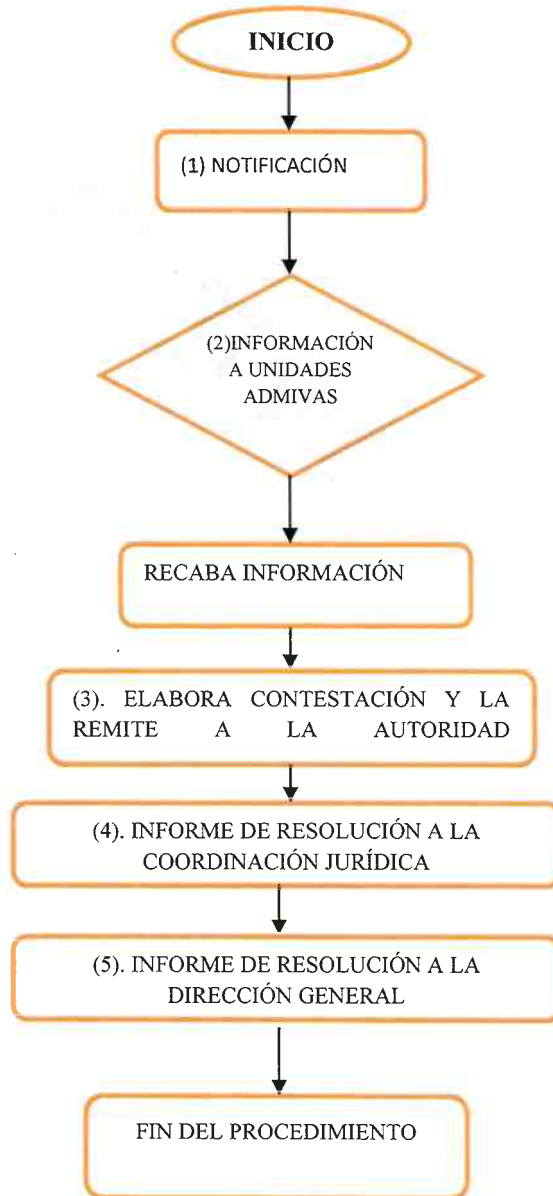 INICIO
(1) NOTIFICACIÓN
(2)INFORMACIÓN
A UNIDADES
ADMIVAS
RECABA INFORMACIÓN
(3). ELABORA CONTESTACIÓN Y LA
REMITE A LA AUTORIDAD
(4). INFORME DE RESOLUCIÓN A LA
COORDINACIÓN JURÍDICA
(5). INFORME DE RESOLUCIÓN A LA
DIRECCIÓN GENERAL
FIN DEL PROCEDIMIENTO